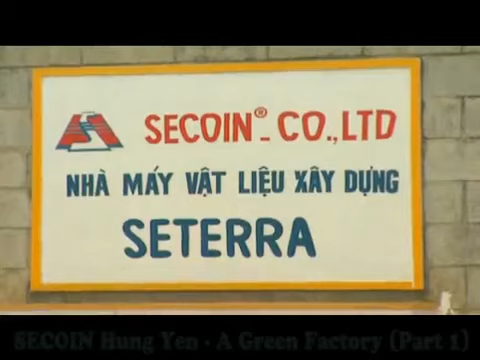 SECOIN® - CO.,LTD
NHÀ MÁY VẬT LIỆU XÂY DỰNG
SETERRA
SECOIN Hung Yen - A Green Factory (Part 1)